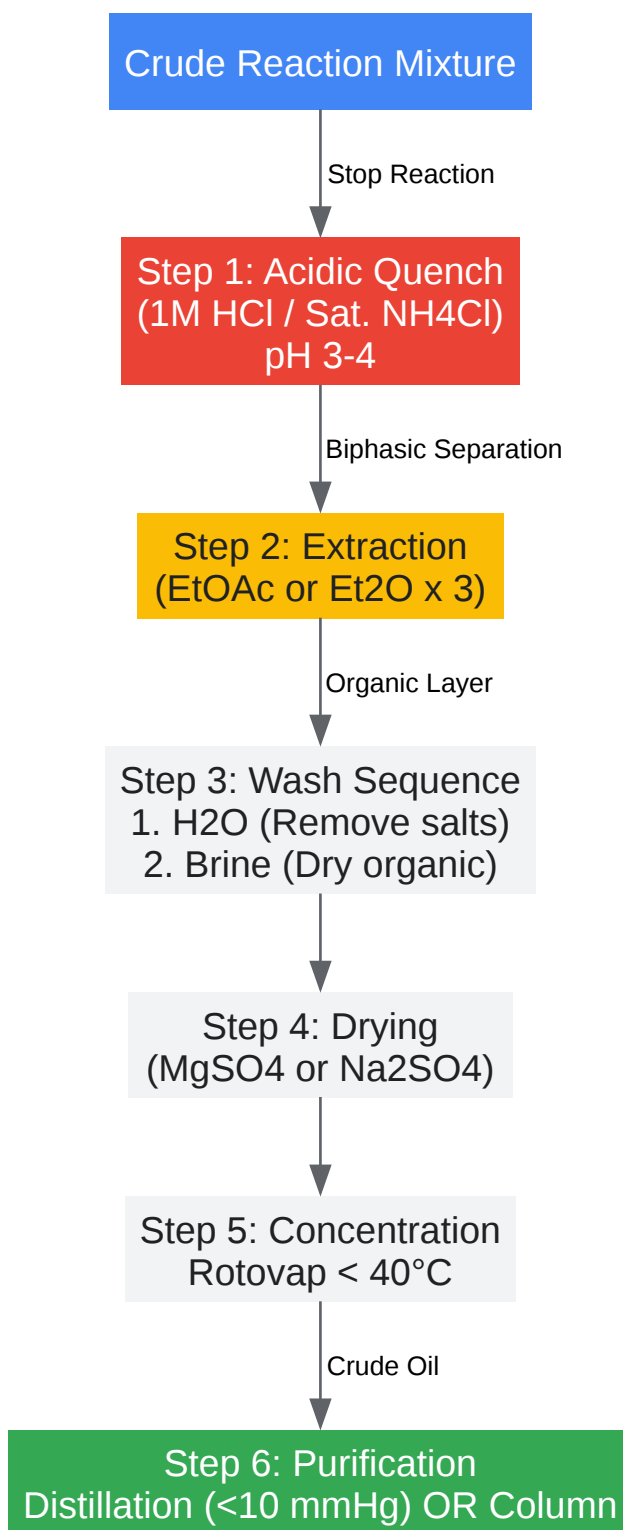 Crude Reaction Mixture
Stop Reaction
Step 1: Acidic Quench
(1M HCl / Sat. NH4Cl)
pH 3-4
Biphasic Separation
Step 2: Extraction
(EtOAc or Et2O x 3)
Organic Layer
Step 3: Wash Sequence
1. H2O (Remove salts)
2. Brine (Dry organic)
Step 4: Drying
(MgSO4 or Na2SO4)
Step 5: Concentration
Rotovap < 40°C
Crude Oil
Step 6: Purification
Distillation (<10 mmHg) OR Column